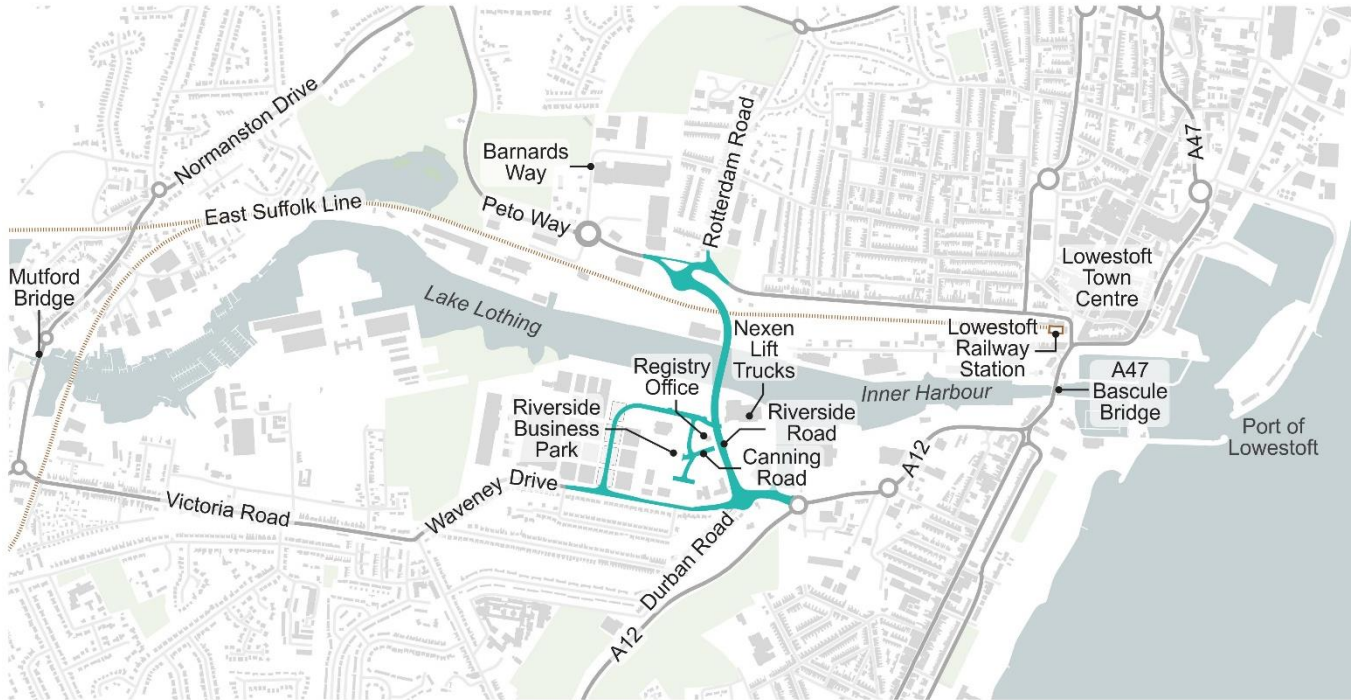 Normanston Drive
Rotterdam Road
A47
Barnards
Way
East Suffolk Line
Peto Way
Mutford
Bridge
Lowestoft
Town
Centre
Lake Lothing
Nexen
Lift
Trucks
Lowestoft
Railway
Station
Registry
Office
A47
Bascule
Bridge
Inner Harbour
Riverside
Business
Park
Riverside
Road
Port of
Lowestoft
Canning
Road
A12
Waveney Drive
Victoria Road
Durban Road
A12